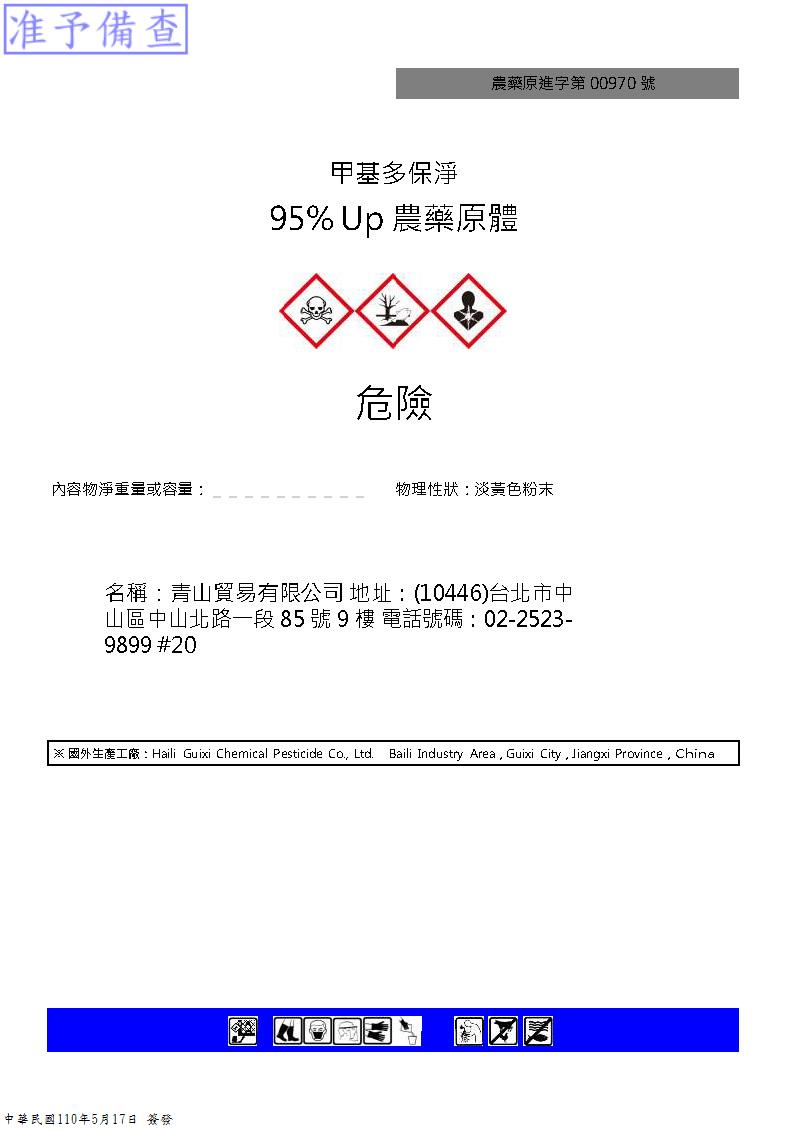 准予備查
農藥原進字第 00970 號
甲基多保淨
95% Up 農藥原體
危險
內容物淨重量或容量：_ _ _ _ _ _ _ _ _ _ 物理性狀：淡黃色粉末
名稱：青山貿易有限公司 地址：(10446)台北市中
山區中山北路一段 85 號 9 樓 電話號碼：02-2523-
9899 #20
※ 國外生產工廠：Haili Guixi Chemical Pesticide Co., Ltd. Baili Industry Area , Guixi City , Jiangxi Province , China
中華民國110年5月17日 簽發